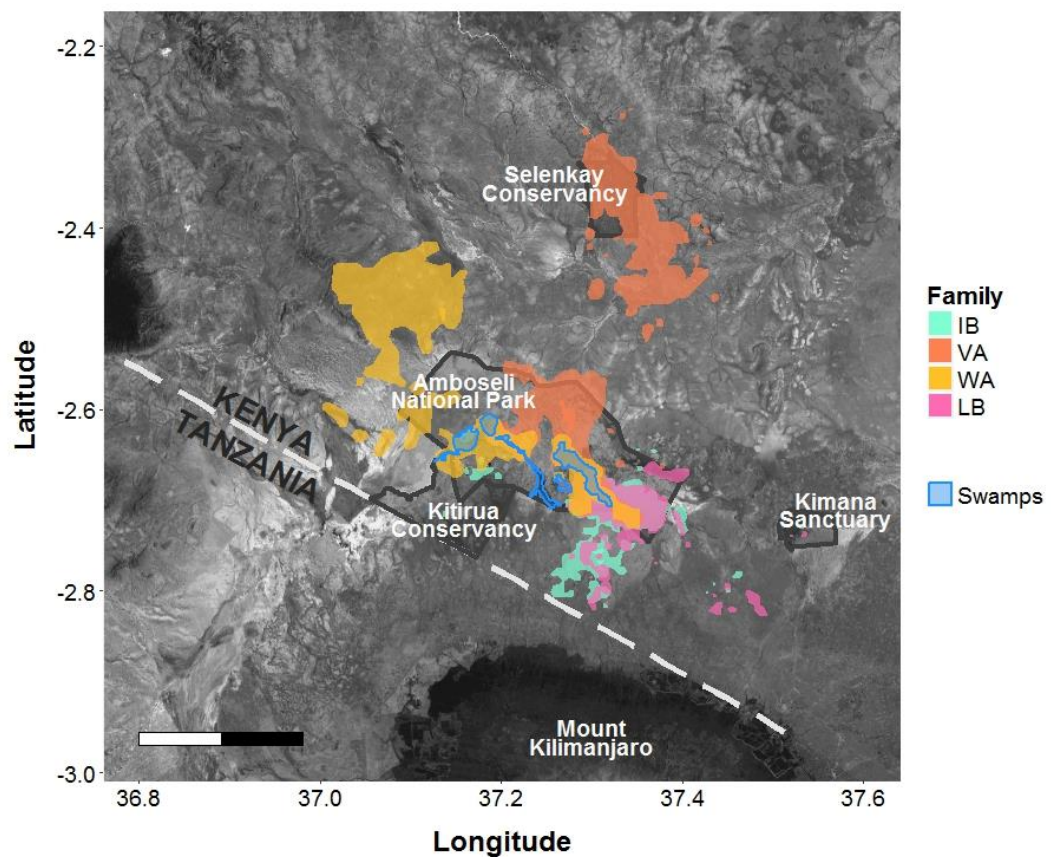 -2.2
Selenkay
Conservancy
-2.4
Family
IB
VA
WA
LB
Latitude
Amboseli
National Park
-2.6
KENYA
TANZANIA
Swamps
Kitirua
Conservancy
Kimana
Sanctuary
-2.8
Mount
Kilimanjaro
-3.0
36.8 37.0 37.2 37.4 37.6
Longitude